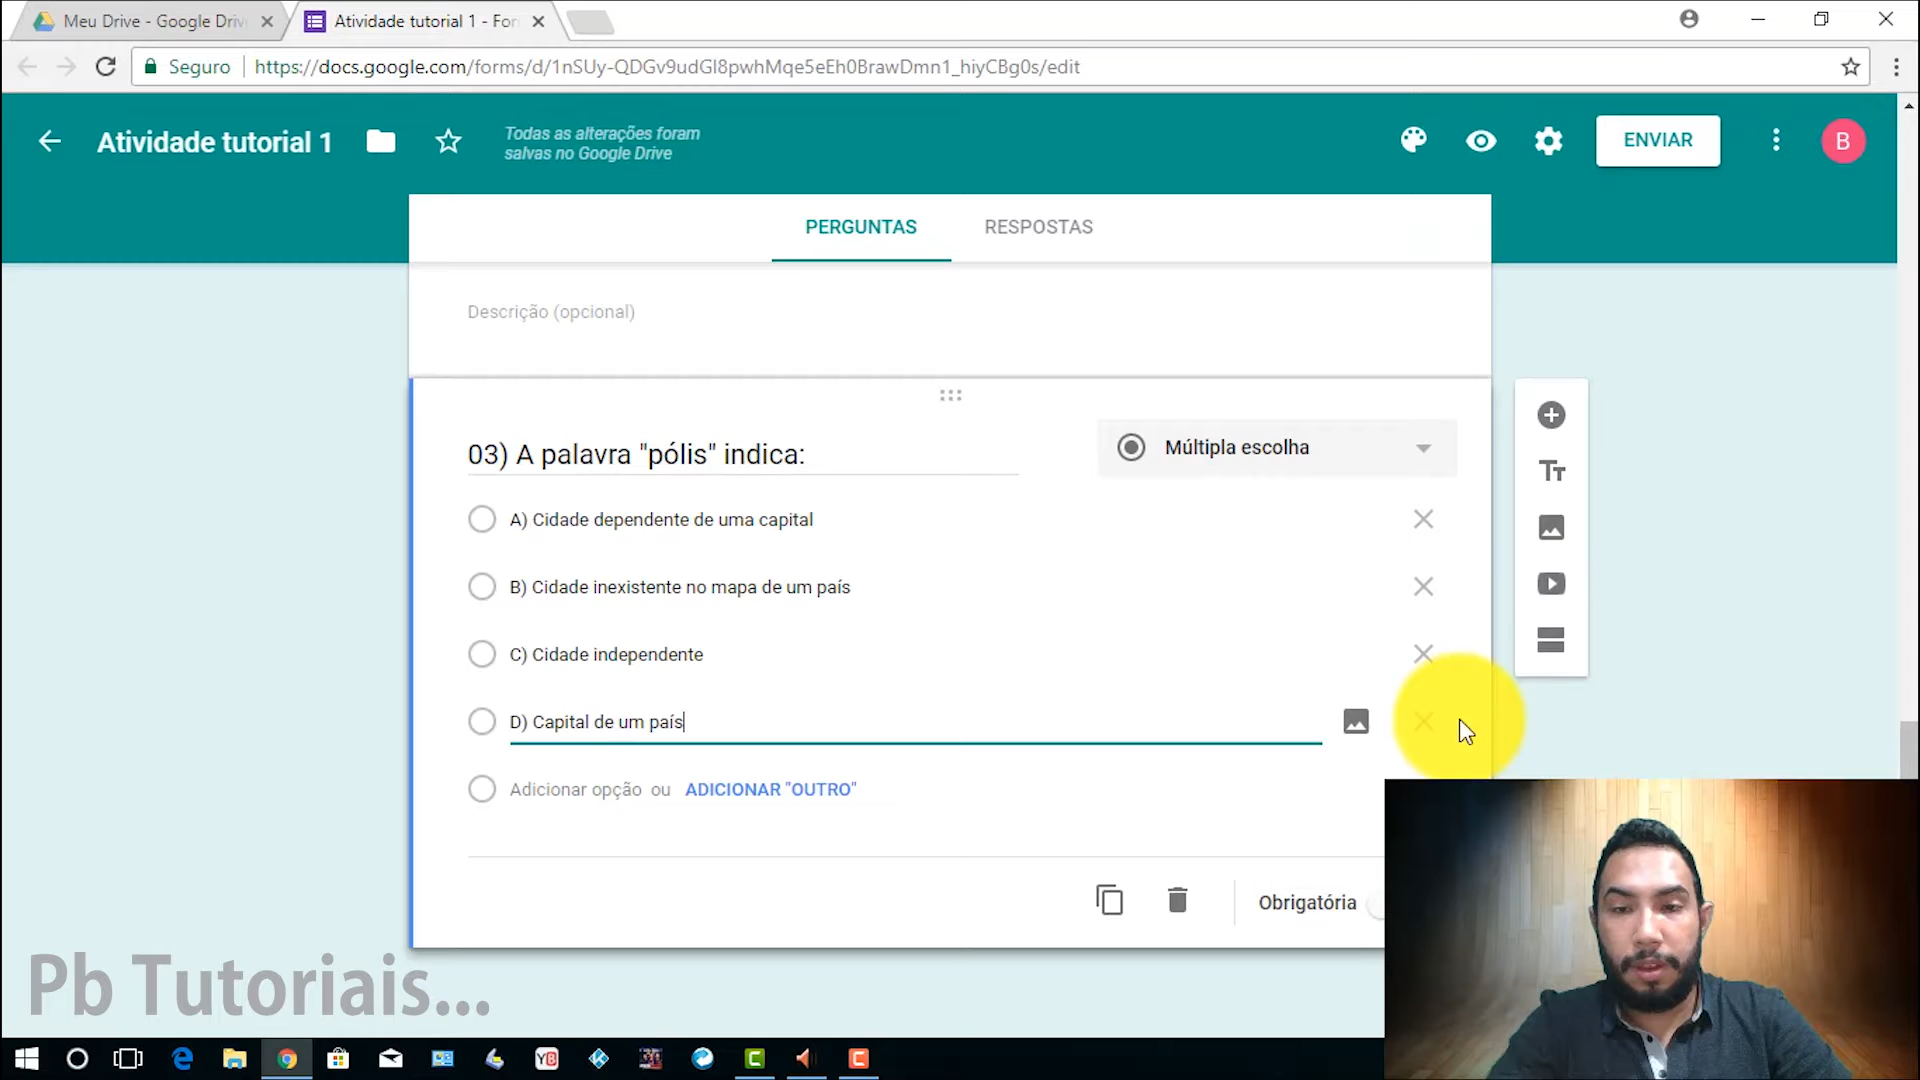 Meu Drive - Google Driv
Atividade tutorial 1 - For
Seguro
https://docs.google.com/forms/d/1nSUy-QDGv9udGl8pwhMqe5eEh0BrawDmn1_hiyCBg0s/edit
Atividade tutorial 1
Todas as alterações foram
salvas no Google Drive
ENVIAR
B
PERGUNTAS
RESPOSTAS
Descrição (opcional)
03) A palavra "pólis" indica:
Múltipla escolha
A) Cidade dependente de uma capital
B) Cidade inexistente no mapa de um país
C) Cidade independente
D) Capital de um país
Adicionar opção ou ADICIONAR "OUTRO"
Obrigatória
Pb Tutoriais...